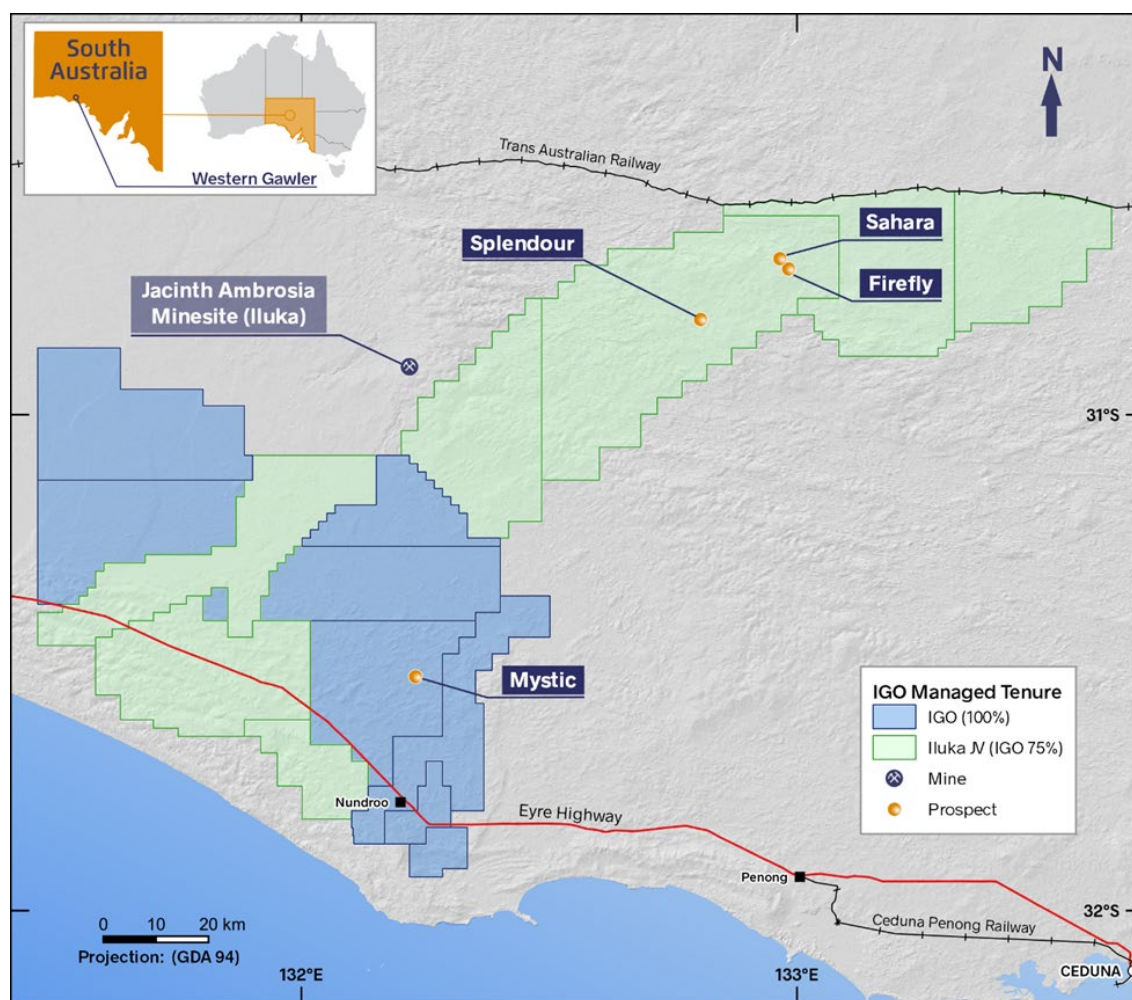 South
Australia
Western Gawler
N
Trans Australian Railway
Sahara
Splendour
Firefly
Jacinth Ambrosia
Minesite (Iluka)
31°S
Mystic
IGO Managed Tenure
IGO (100%)
Iluka JV (IGO 75%)
Mine
Prospect
Nundroo
Eyre Highway
Penong
0 10 20 km
Projection: (GDA 94)
32°S
Ceduna Penong Railway
132°E
133°E
CEDUNA